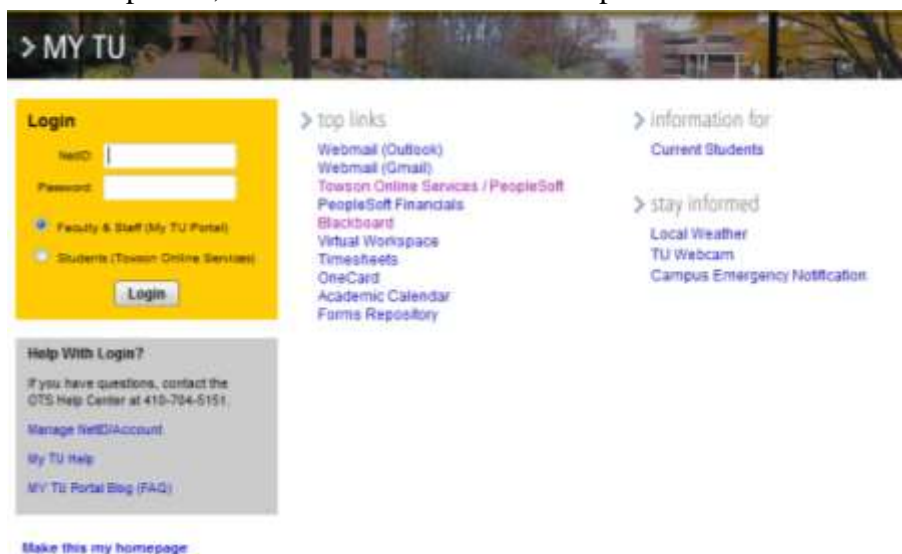 > MY TU
Login
NetID:
Password:
Faculty & Staff (My TU Portal)
Students (Towson Online Services)
Login
Help With Login?
If you have questions, contact the
OTS Help Center at 410-704-5151.
Manage NetID/Account
My TU Help
MY TU Portal Blog (FAQ)
Make this my homepage
> top links
Webmail (Outlook)
Webmail (Gmail)
Towson Online Services / PeopleSoft
PeopleSoft Financials
Blackboard
Virtual Workspace
Timesheets
OneCard
Academic Calendar
Forms Repository
> information for
Current Students
> stay informed
Local Weather
TU Webcam
Campus Emergency Notification